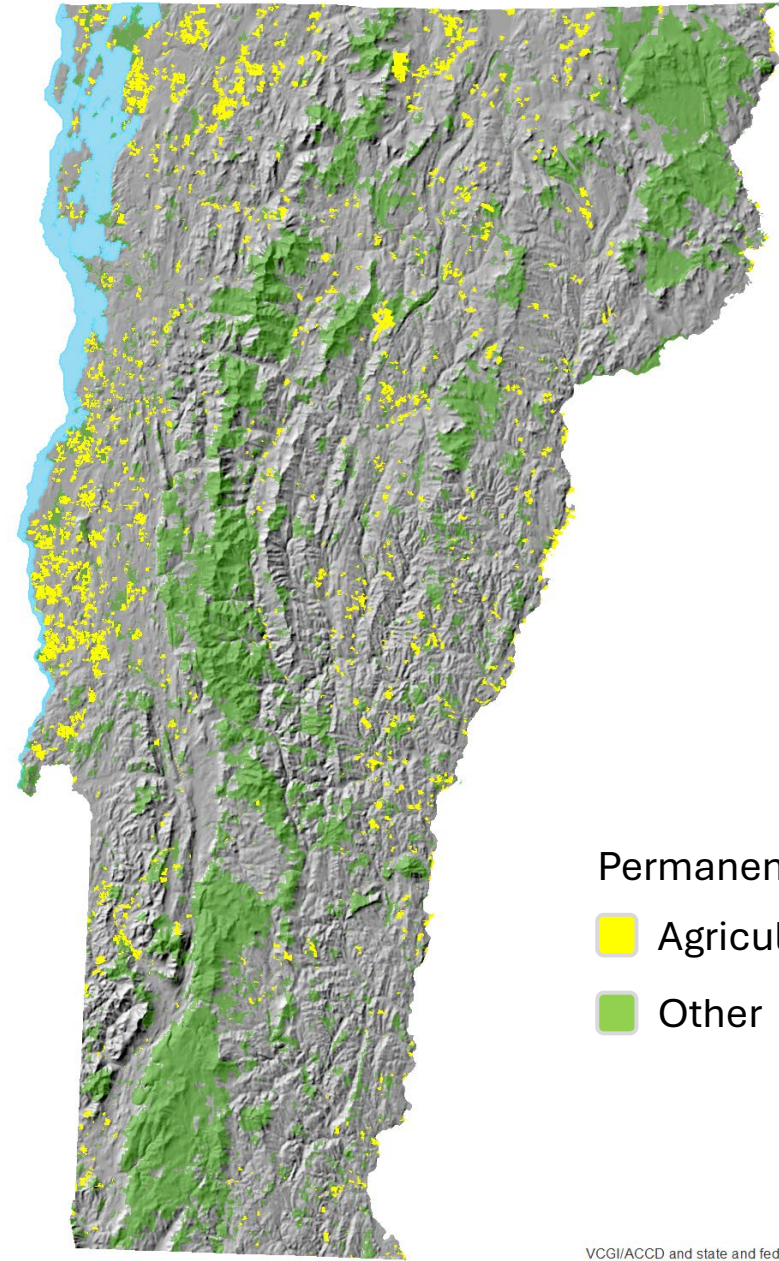 Permanen
Agricul
Other
VCGI/ACCD and state and fed